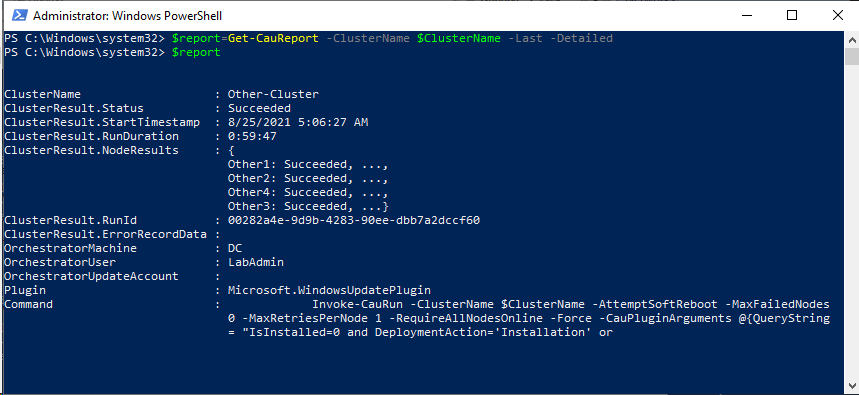 Administrator: Windows PowerShell
PS C:\Windows\system32> $report=Get-CauReport -ClusterName $ClusterName -Last -Detailed
PS C:\Windows\system32> $report
ClusterName : Other-Cluster
ClusterResult.Status : Succeeded
ClusterResult.StartTimestamp : 8/25/2021 5:06:27 AM
ClusterResult.RunDuration : 0:59:47
ClusterResult.NodeResults : {
Other1: Succeeded, ...,
Other2: Succeeded, ...,
Other4: Succeeded, ...,
Other3: Succeeded, ...}
ClusterResult.RunId : 00282a4e-9d9b-4283-90ee-dbb7a2dccf60
ClusterResult.ErrorRecordData :
OrchestratorMachine : DC
OrchestratorUser : LabAdmin
OrchestratorUpdateAccount :
Plugin : Microsoft.WindowsUpdatePlugin
Command : Invoke-CauRun -ClusterName $ClusterName -AttemptSoftReboot -MaxFailedNodes
0 -MaxRetriesPerNode 1 -RequireAllNodesOnline -Force -CauPluginArguments @{QueryString
= "IsInstalled=0 and DeploymentAction='Installation' or